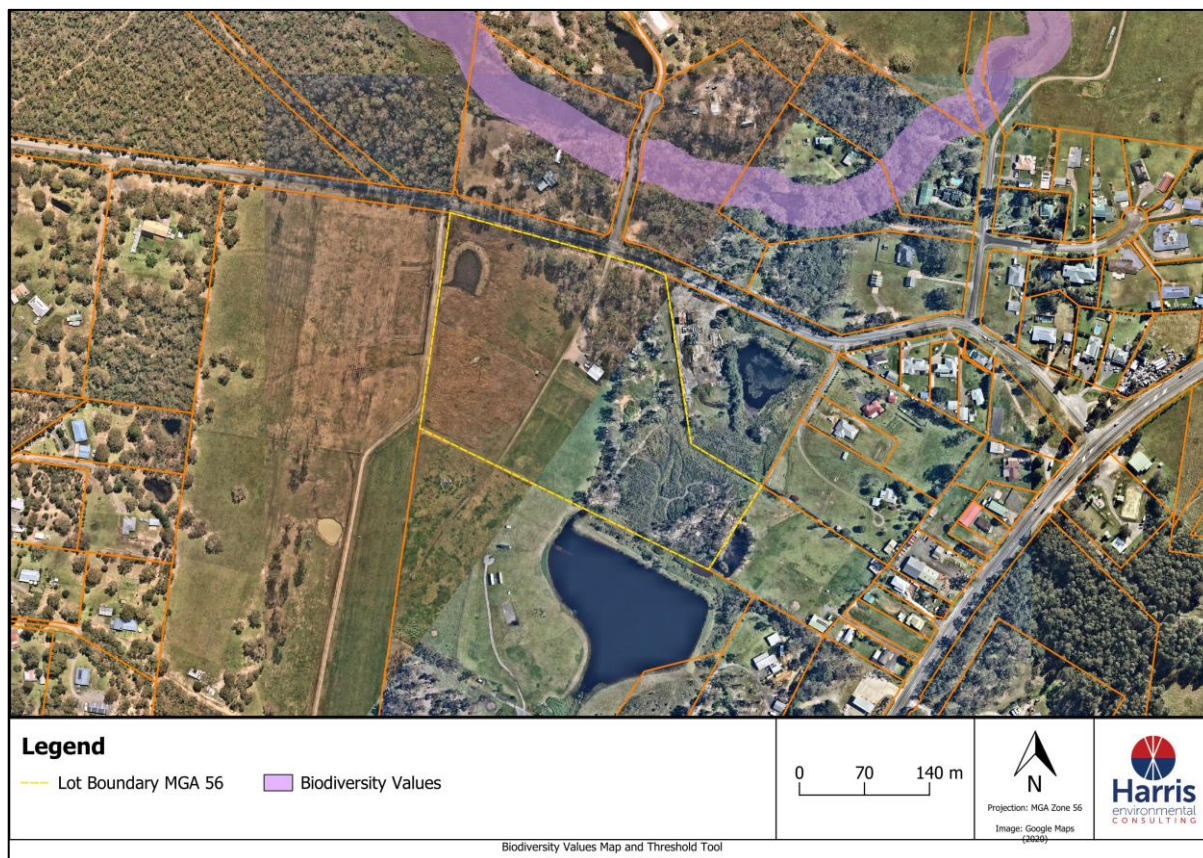 Legend
Lot Boundary MGA 56
Biodiversity Values
0 70 140 m
N
Projection: MGA Zone 56
Image: Google Maps
(2020)
Harris
environmental
CONSULTING
Biodiversity Values Map and Threshold Tool